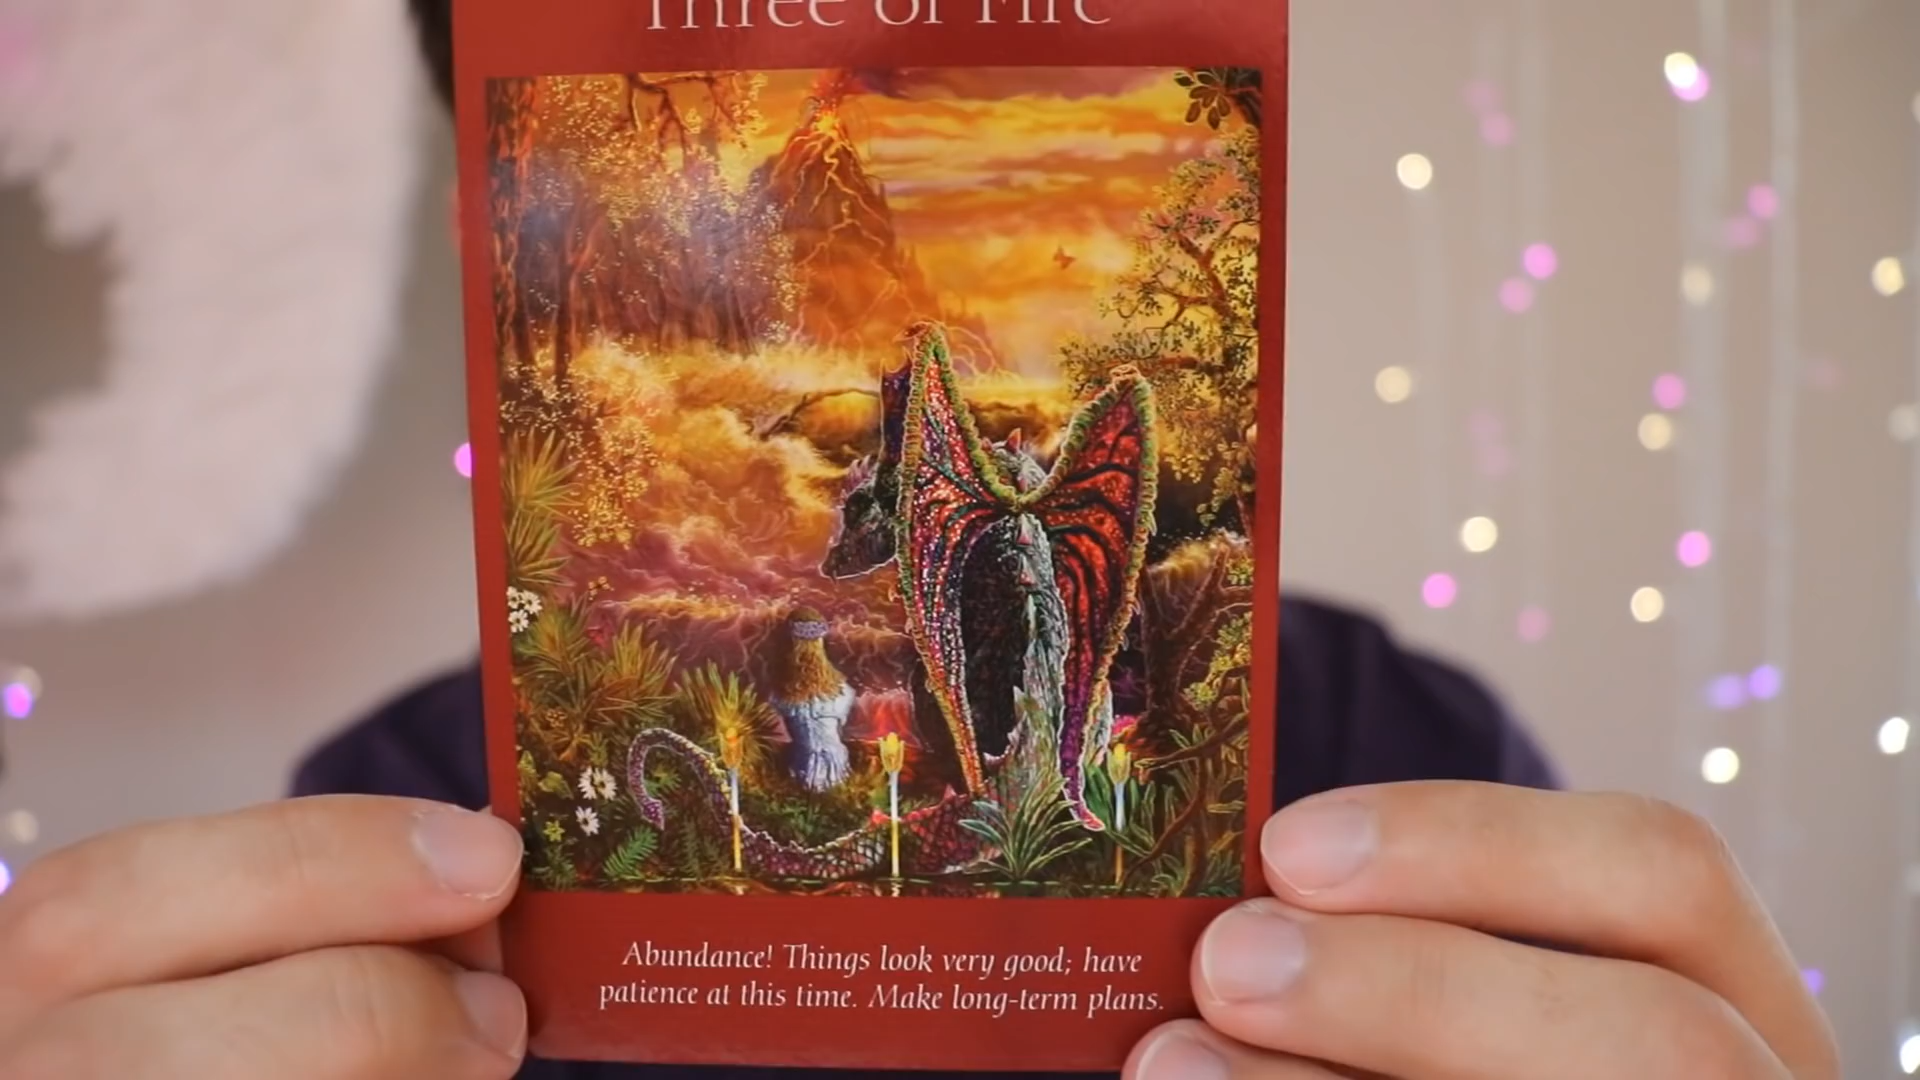 Three of Fire
Abundance! Things look very good; have
patience at this time. Make long-term plans.